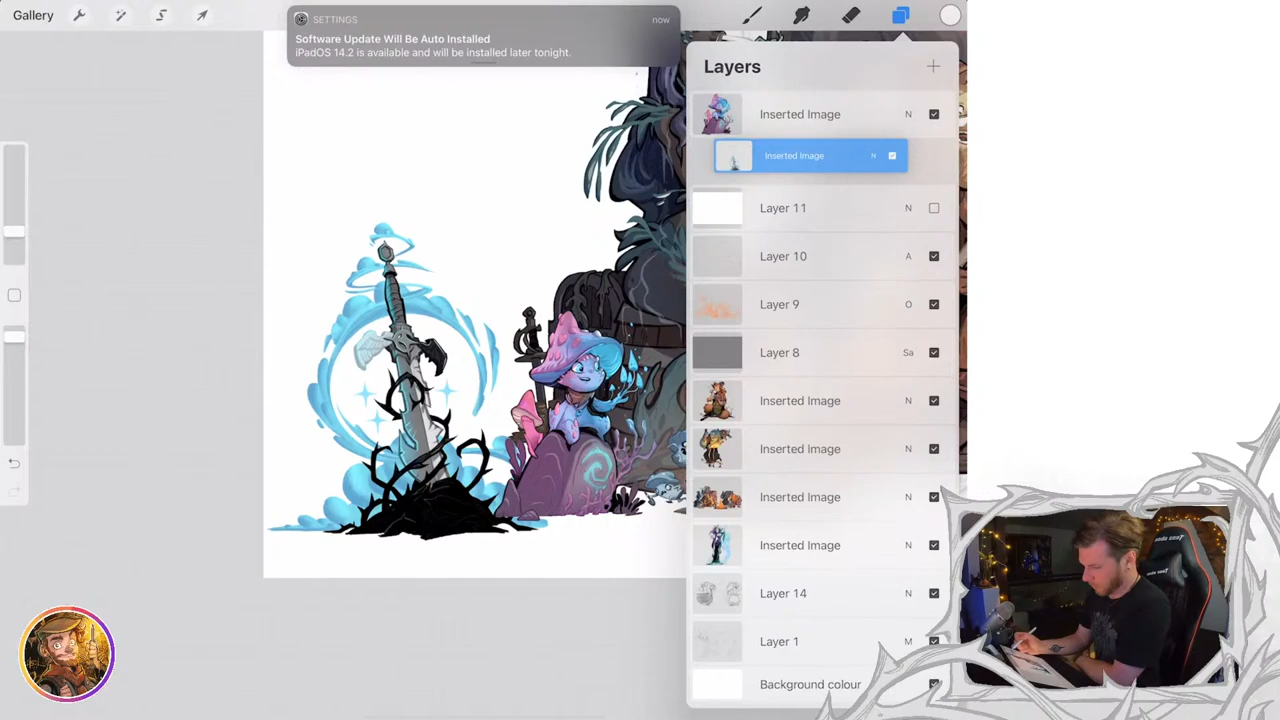 Gallery
SETTINGS
now
Software Update Will Be Auto Installed
iPadOS 14.2 is available and will be installed later tonight.
Layers
Inserted Image N
Inserted Image N
Layer 11 N
Layer 10 A
Layer 9 O
Layer 8 Sa
Inserted Image N
Inserted Image N
Inserted Image N
Inserted Image N
Layer 14 N
Layer 1 M
Background colour